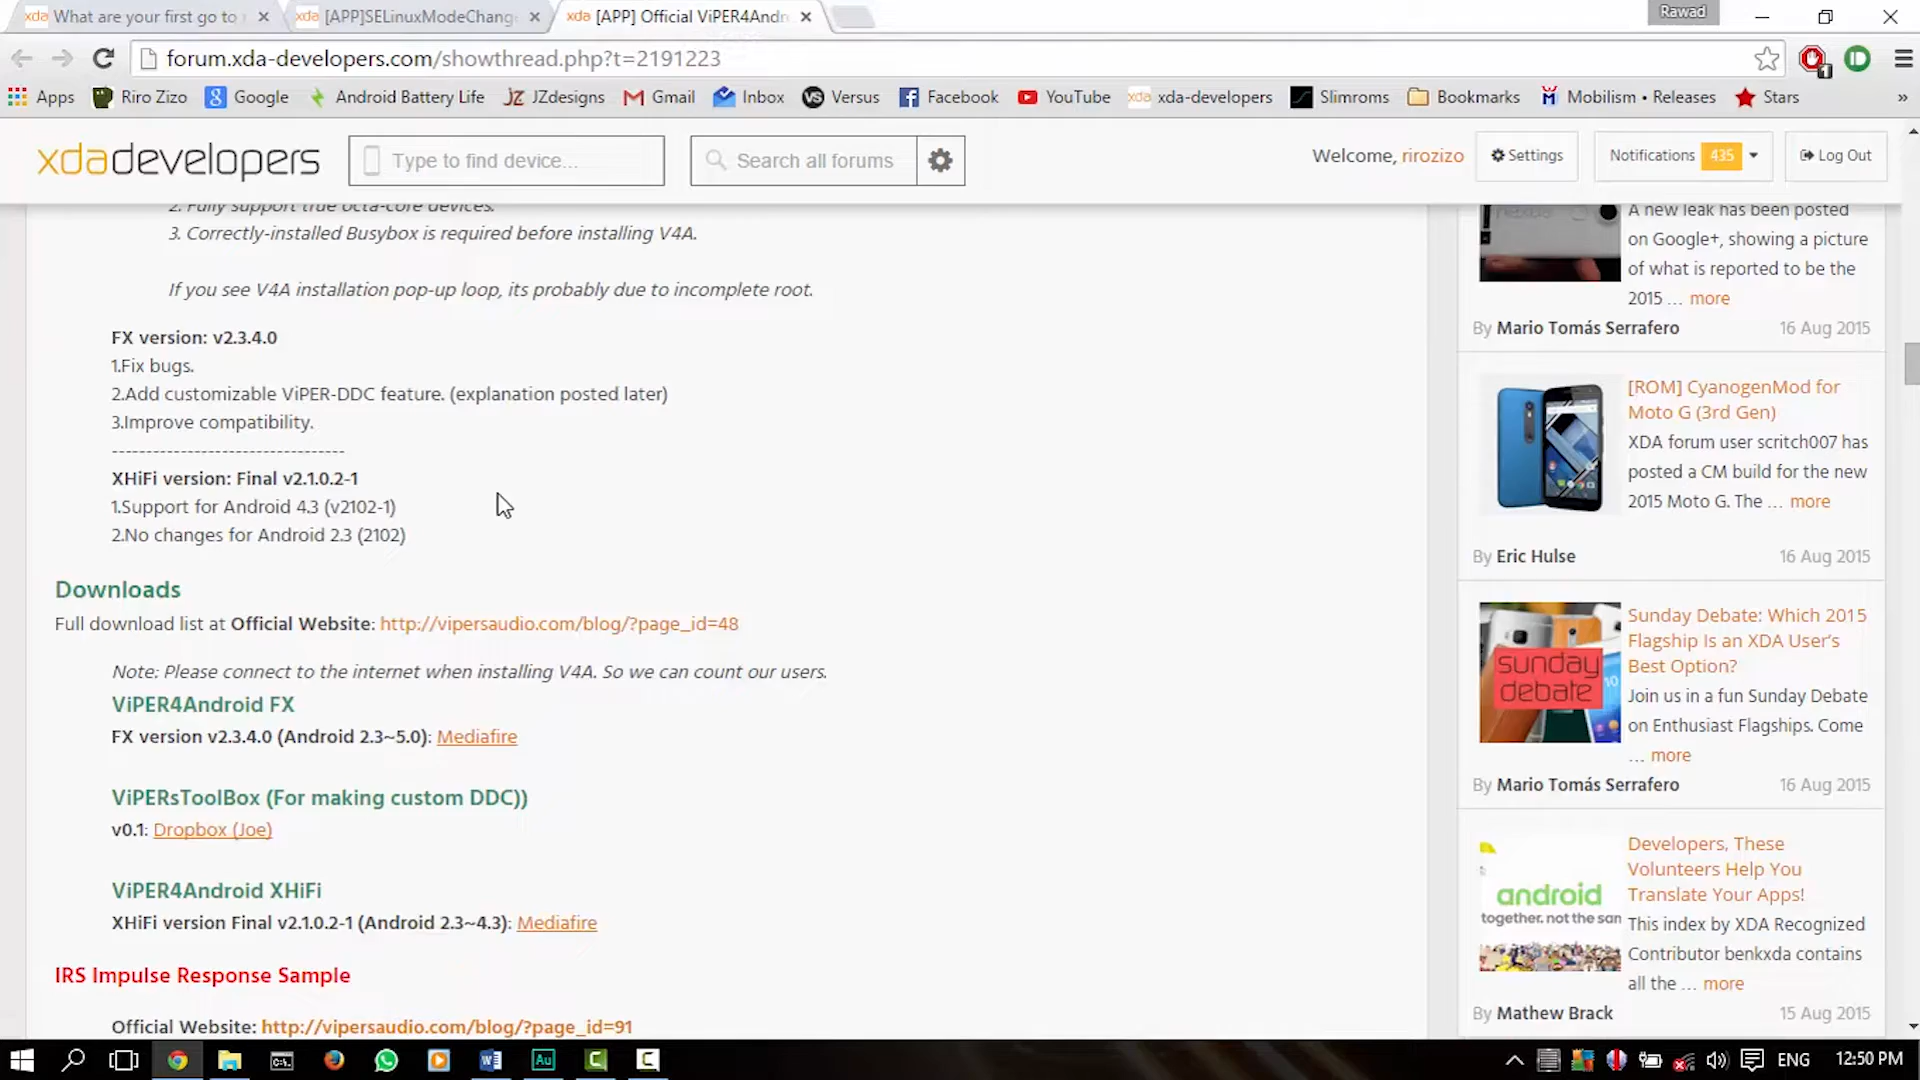 What are your first go to
[APP]SELinuxModeChang
[APP] Official ViPER4Andr
Rawad
forum.xda-developers.com/showthread.php?t=2191223
Apps
Riro Zizo
Google
Android Battery Life
JZdesigns
Gmail
Inbox
Versus
Facebook
YouTube
xda-developers
Slimroms
Bookmarks
Mobilism • Releases
Stars
»
xdadevelopers
Type to find device...
Search all forums
Welcome, rirozizo
Settings
Notifications 435
Log Out
2. Fully support true octa-core devices.
3. Correctly-installed Busybox is required before installing V4A.
If you see V4A installation pop-up loop, its probably due to incomplete root.
FX version: v2.3.4.0
1.Fix bugs.
2.Add customizable ViPER-DDC feature. (explanation posted later)
3.Improve compatibility.
----------------------------------
XHiFi version: Final v2.1.0.2-1
1.Support for Android 4.3 (v2102-1)
2.No changes for Android 2.3 (2102)
Downloads
Full download list at Official Website: http://vipersaudio.com/blog/?page_id=48
Note: Please connect to the internet when installing V4A. So we can count our users.
ViPER4Android FX
FX version v2.3.4.0 (Android 2.3~5.0): Mediafire
ViPERsToolBox (For making custom DDC))
v0.1: Dropbox (Joe)
ViPER4Android XHiFi
XHiFi version Final v2.1.0.2-1 (Android 2.3~4.3): Mediafire
IRS Impulse Response Sample
Official Website: http://vipersaudio.com/blog/?page_id=91
A new leak has been posted
on Google+, showing a picture
of what is reported to be the
2015 ... more
By Mario Tomás Serrafero 16 Aug 2015
[ROM] CyanogenMod for
Moto G (3rd Gen)
XDA forum user scritch007 has
posted a CM build for the new
2015 Moto G. The ... more
By Eric Hulse 16 Aug 2015
sunday
debate
Sunday Debate: Which 2015
Flagship Is an XDA User's
Best Option?
Join us in a fun Sunday Debate
on Enthusiast Flagships. Come
... more
By Mario Tomás Serrafero 16 Aug 2015
android
together. not the sam
Developers, These
Volunteers Help You
Translate Your Apps!
This index by XDA Recognized
Contributor benkxda contains
all the ... more
By Mathew Brack 15 Aug 2015
ENG
12:50 PM